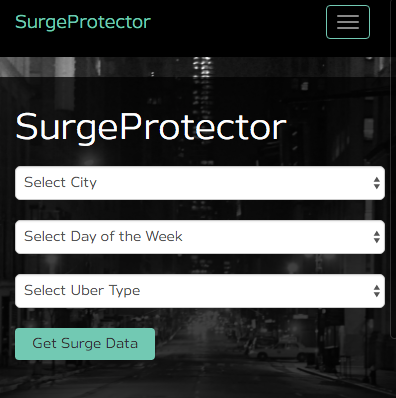 SurgeProtector
SurgeProtector
Select City
Select Day of the Week
Select Uber Type
Get Surge Data